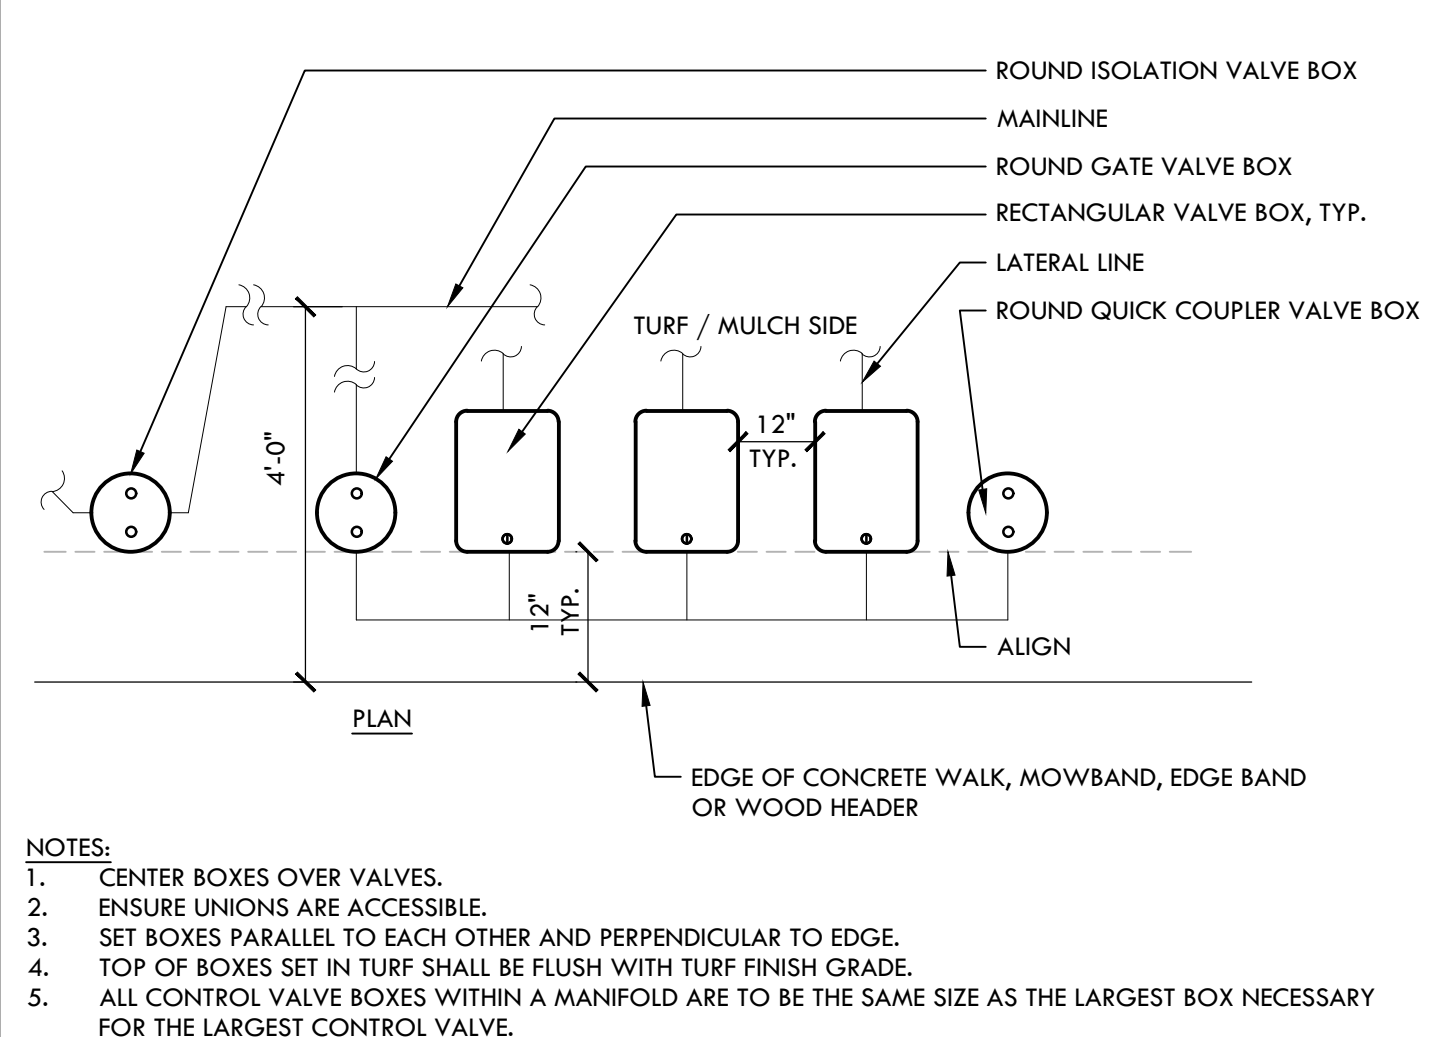 ROUND ISOLATION VALVE BOX
MAINLINE
ROUND GATE VALVE BOX
RECTANGULAR VALVE BOX, TYP.
LATERAL LINE
ROUND QUICK COUPLER VALVE BOX
TURF / MULCH SIDE
12"
TYP.
4'-0"
12"
TYP.
ALIGN
PLAN
EDGE OF CONCRETE WALK, MOWBAND, EDGE BAND
OR WOOD HEADER
NOTES:
1. CENTER BOXES OVER VALVES.
2. ENSURE UNIONS ARE ACCESSIBLE.
3. SET BOXES PARALLEL TO EACH OTHER AND PERPENDICULAR TO EDGE.
4. TOP OF BOXES SET IN TURF SHALL BE FLUSH WITH TURF FINISH GRADE.
5. ALL CONTROL VALVE BOXES WITHIN A MANIFOLD ARE TO BE THE SAME SIZE AS THE LARGEST BOX NECESSARY
FOR THE LARGEST CONTROL VALVE.